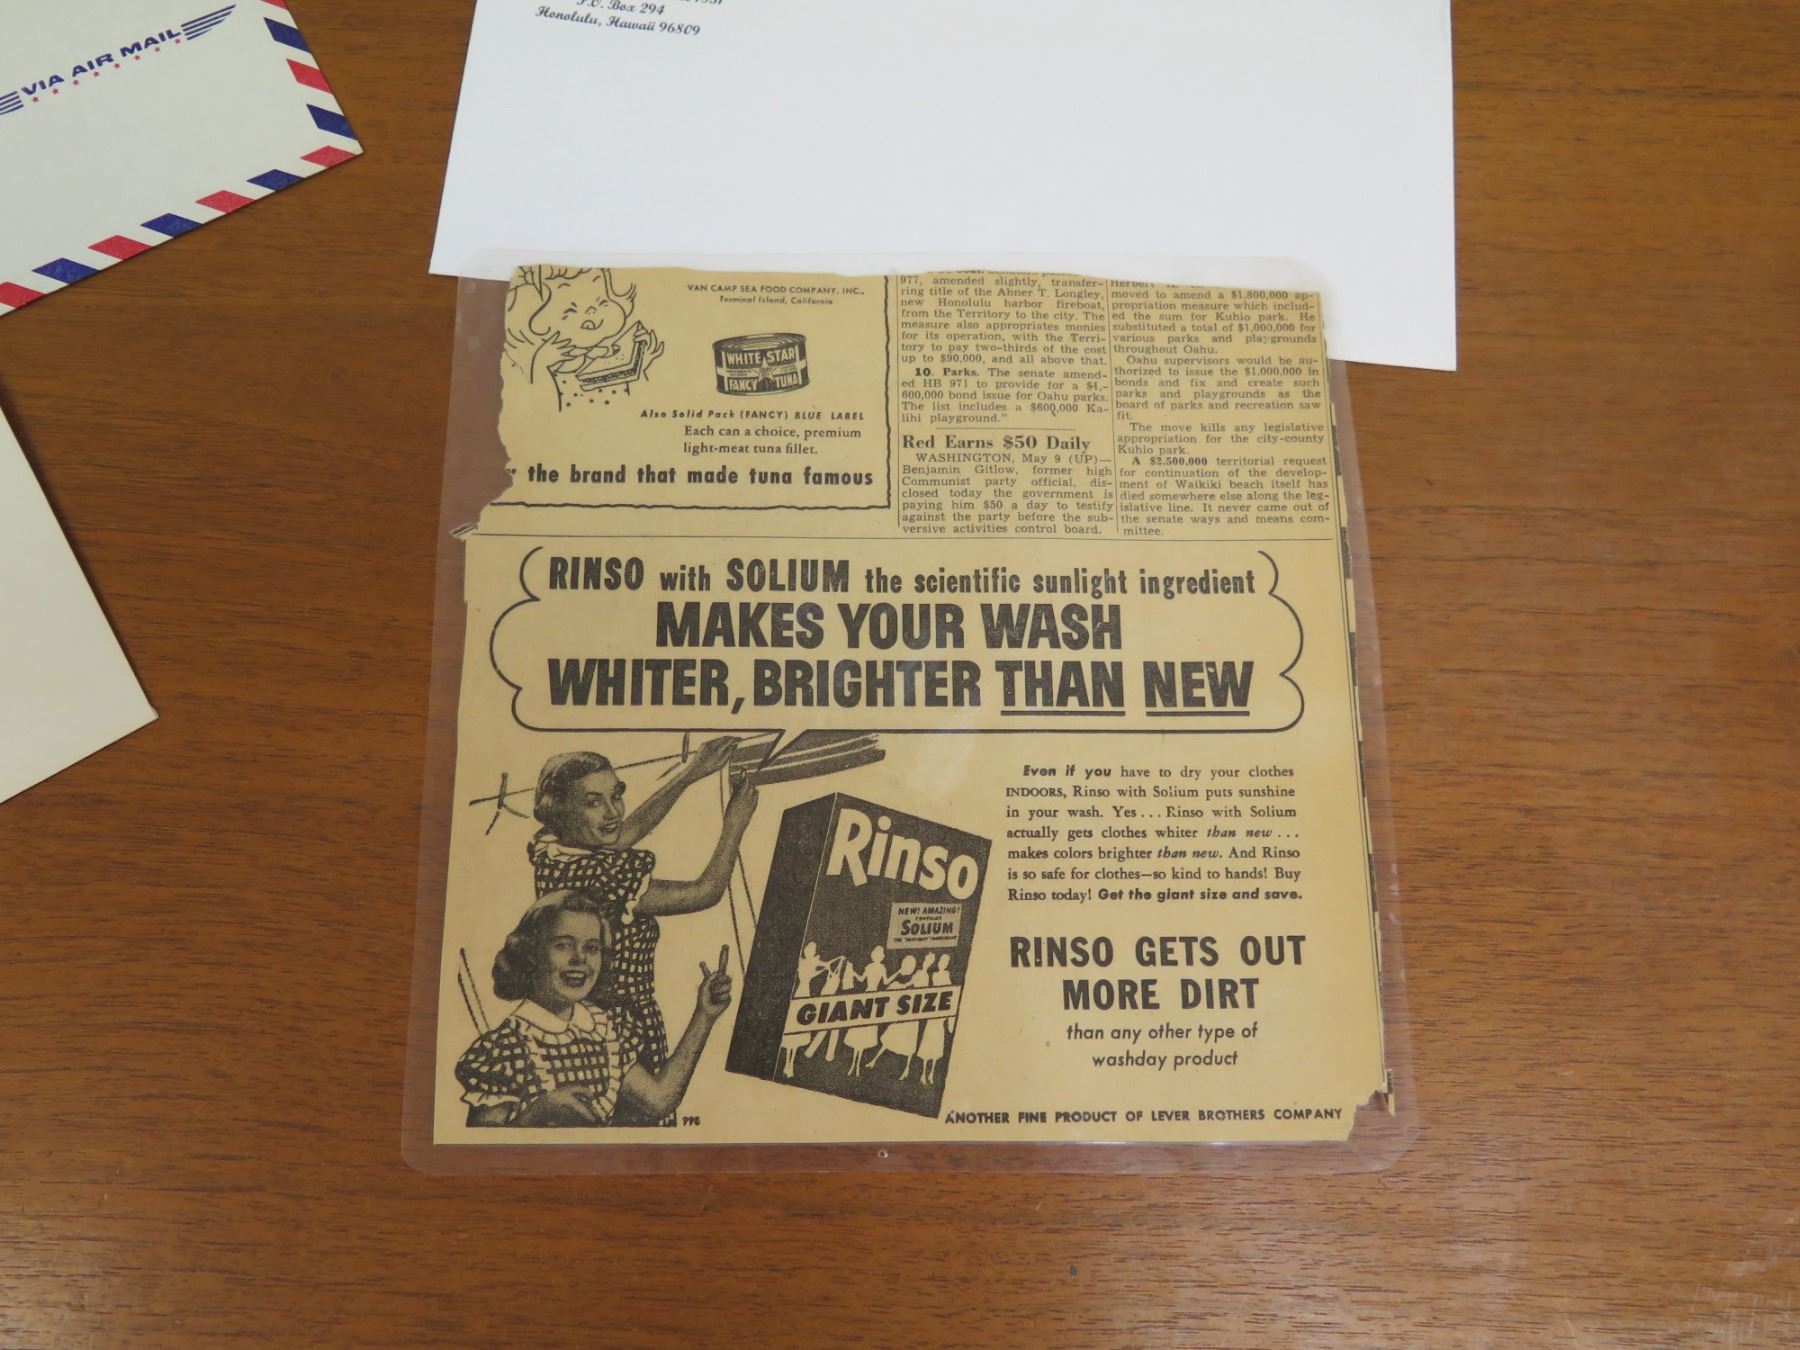 VIA AIR MAIL
P.O. Box 294
Honolulu, Hawaii 96809
VAN CAMP SEA FOOD COMPANY, INC.,
Terminal Island, California
WHITE STAR
FANCY TUNA
Also Solid Pack (FANCY) BLUE LABEL
Each can a choice, premium
light-meat tuna fillet.
the brand that made tuna famous
977, amended slightly, transfer-
ring title of the Abner T. Longley,
new Honolulu harbor fireboat,
from the Territory to the city. The
measure also appropriates monies
for its operation, with the Terri-
tory to pay two-thirds of the cost
up to $90,000, and all above that.
10. Parks. The senate amend-
ed HB 971 to provide for a $4,-
600,000 bond issue for Oahu parks.
The list includes a $600,000 Ka-
lihi playground."
Red Earns $50 Daily
WASHINGTON, May 9 (UP)—
Benjamin Gitlow, former high
Communist party official, dis-
closed today the government is
paying him $50 a day to testify
against the party before the sub-
versive activities control board.
Herbert
moved to amend a $1,800,000 ap-
propriation measure which includ-
ed the sum for Kuhio park. He
substituted a total of $1,000,000 for
various parks and playgrounds
throughout Oahu.
Oahu supervisors would be au-
thorized to issue the $1,000,000 in
bonds and fix and create such
parks and playgrounds as the
board of parks and recreation saw
fit.
The move kills any legislative
appropriation for the city-county
Kuhio park.
A $2,500,000 territorial request
for continuation of the develop-
ment of Waikiki beach itself has
died somewhere else along the leg-
islative line. It never came out of
the senate ways and means com-
mittee.
RINSO with SOLIUM the scientific sunlight ingredient
MAKES YOUR WASH
WHITER, BRIGHTER THAN NEW
Even if you have to dry your clothes
INDOORS, Rinso with Solium puts sunshine
in your wash. Yes... Rinso with Solium
actually gets clothes whiter than new...
makes colors brighter than new. And Rinso
is so safe for clothes—so kind to hands! Buy
Rinso today! Get the giant size and save.
Rinso
NEW! AMAZING!
CONTAINS
SOLIUM
GIANT SIZE
RINSO GETS OUT
MORE DIRT
than any other type of
washday product
998
ANOTHER FINE PRODUCT OF LEVER BROTHERS COMPANY